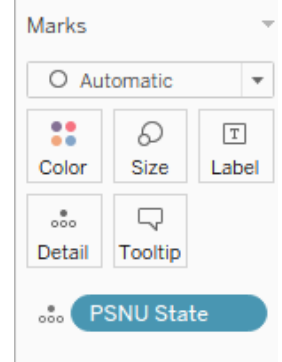 Marks
Automatic
Color Size Label
Detail Tooltip
PSNU State